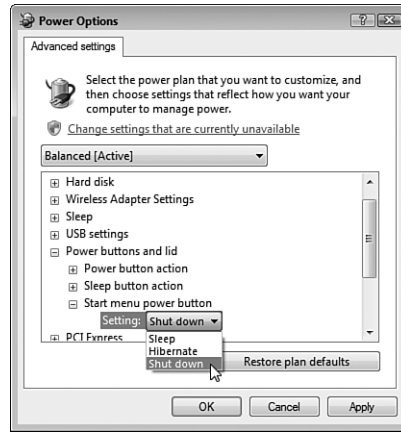 Power Options
Advanced settings
Select the power plan that you want to customize, and
then choose settings that reflect how you want your
computer to manage power.
Change settings that are currently unavailable
Balanced [Active]
Hard disk
Wireless Adapter Settings
Sleep
USB settings
Power buttons and lid
Power button action
Sleep button action
Start menu power button
Setting: Shut down
Sleep
PCI Express
Hibernate
Shut down
Restore plan defaults
OK Cancel Apply